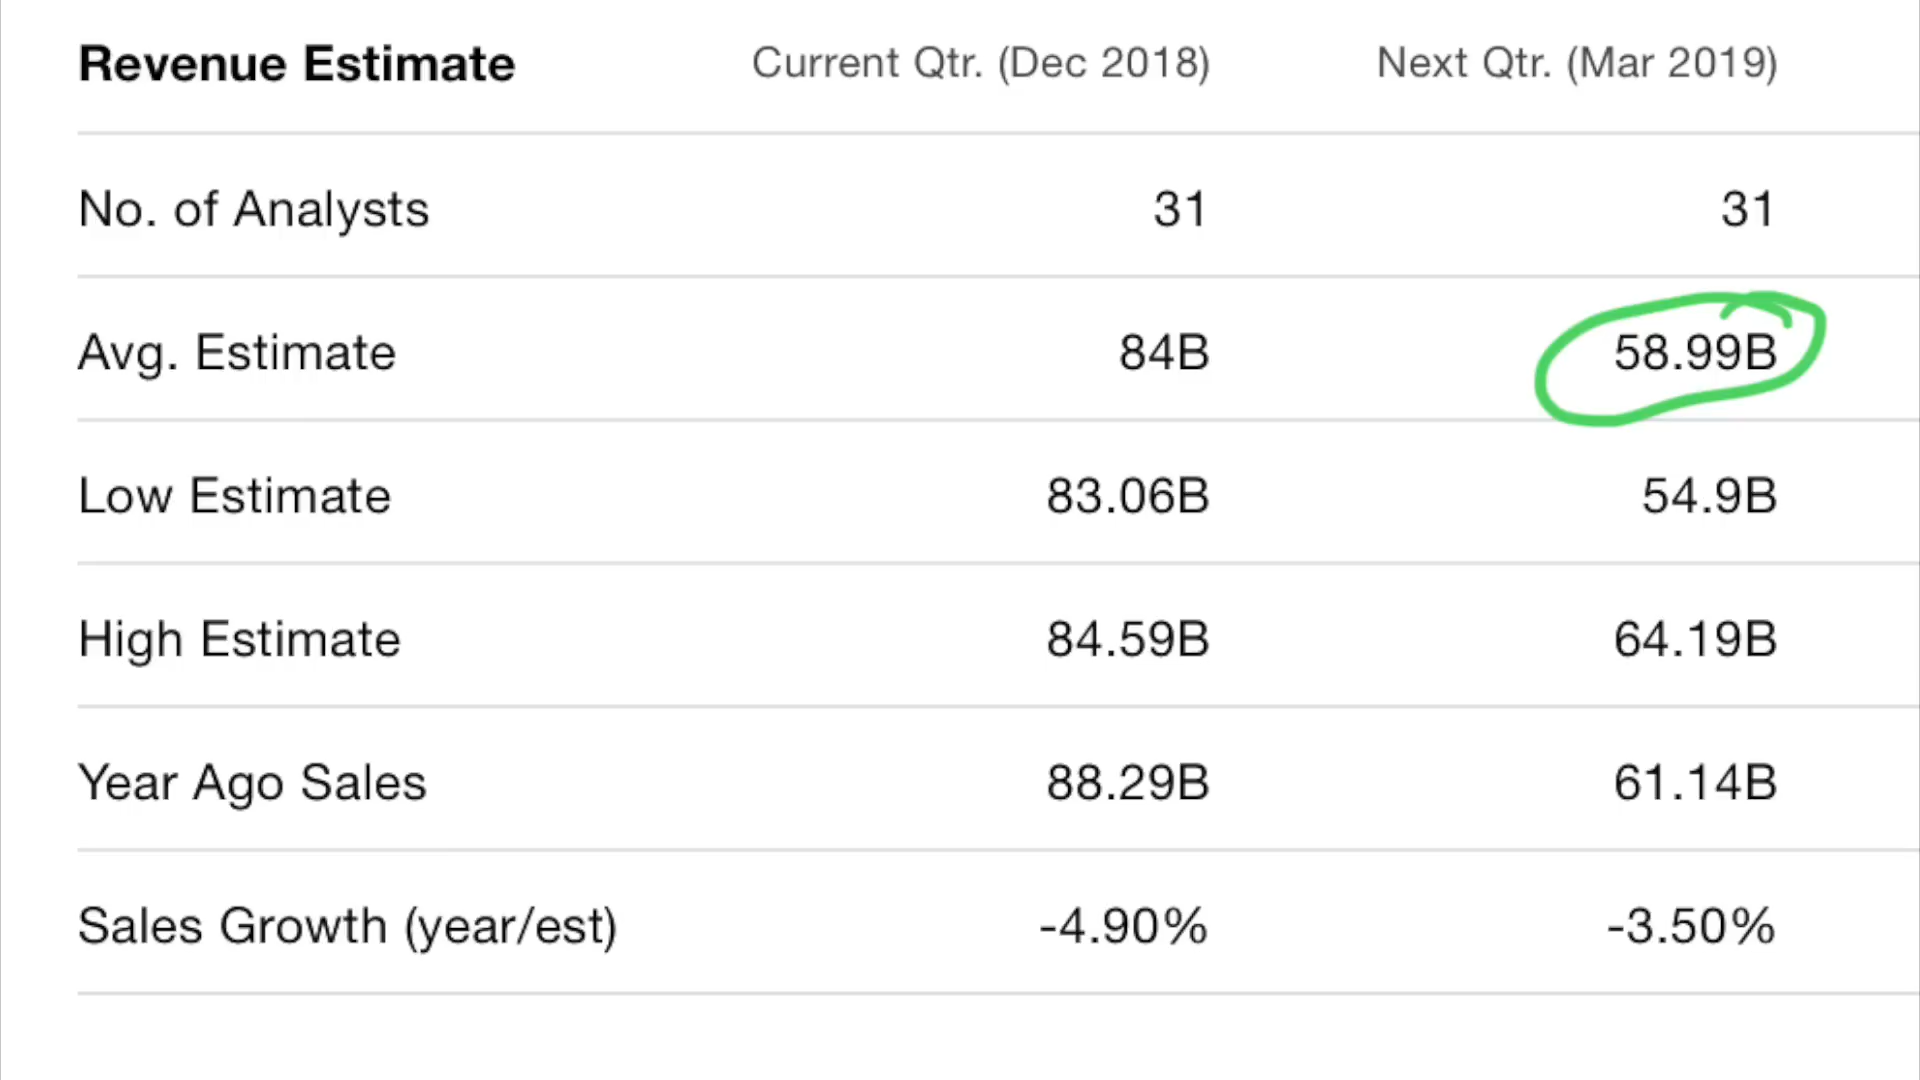 Revenue Estimate Current Qtr. (Dec 2018) Next Qtr. (Mar 2019)
No. of Analysts 31 31
Avg. Estimate 84B 58.99B
Low Estimate 83.06B 54.9B
High Estimate 84.59B 64.19B
Year Ago Sales 88.29B 61.14B
Sales Growth (year/est) -4.90% -3.50%